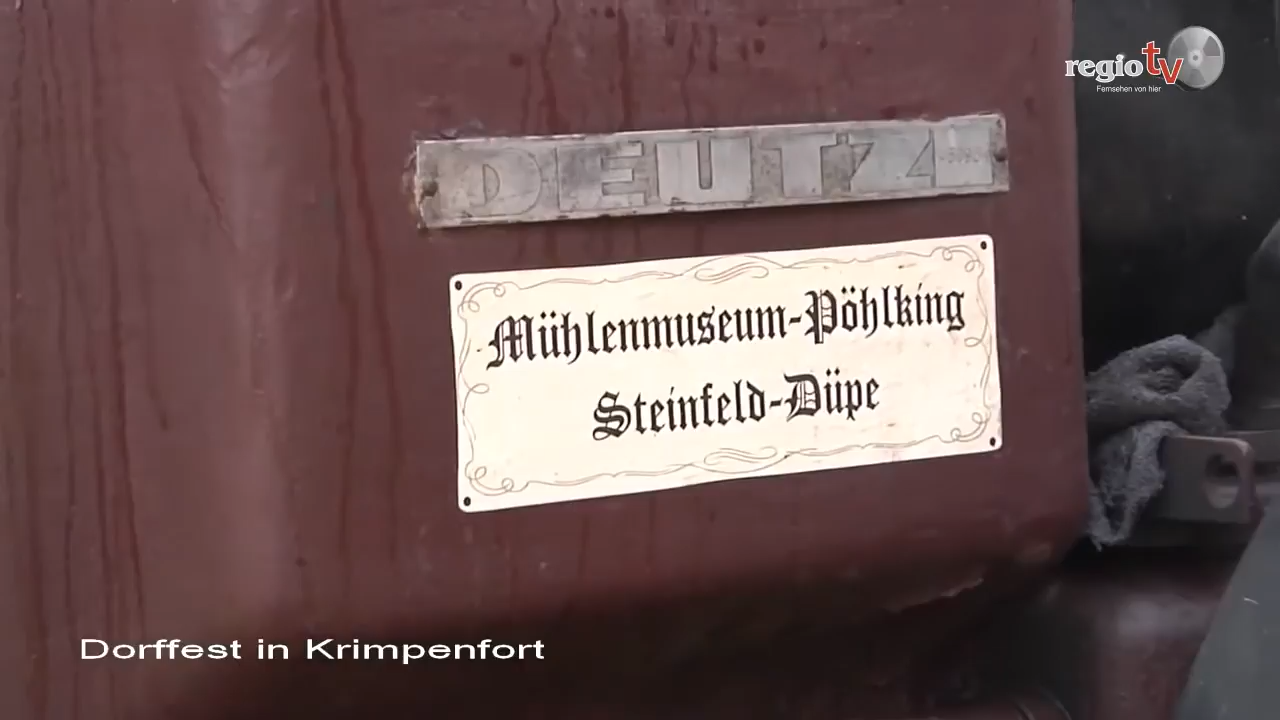 regio tv
Fernsehen von hier
DEUTZ
Mühlenmuseum-Pöhlking
Steinfeld-Düpe
Dorffest in Krimpenfort